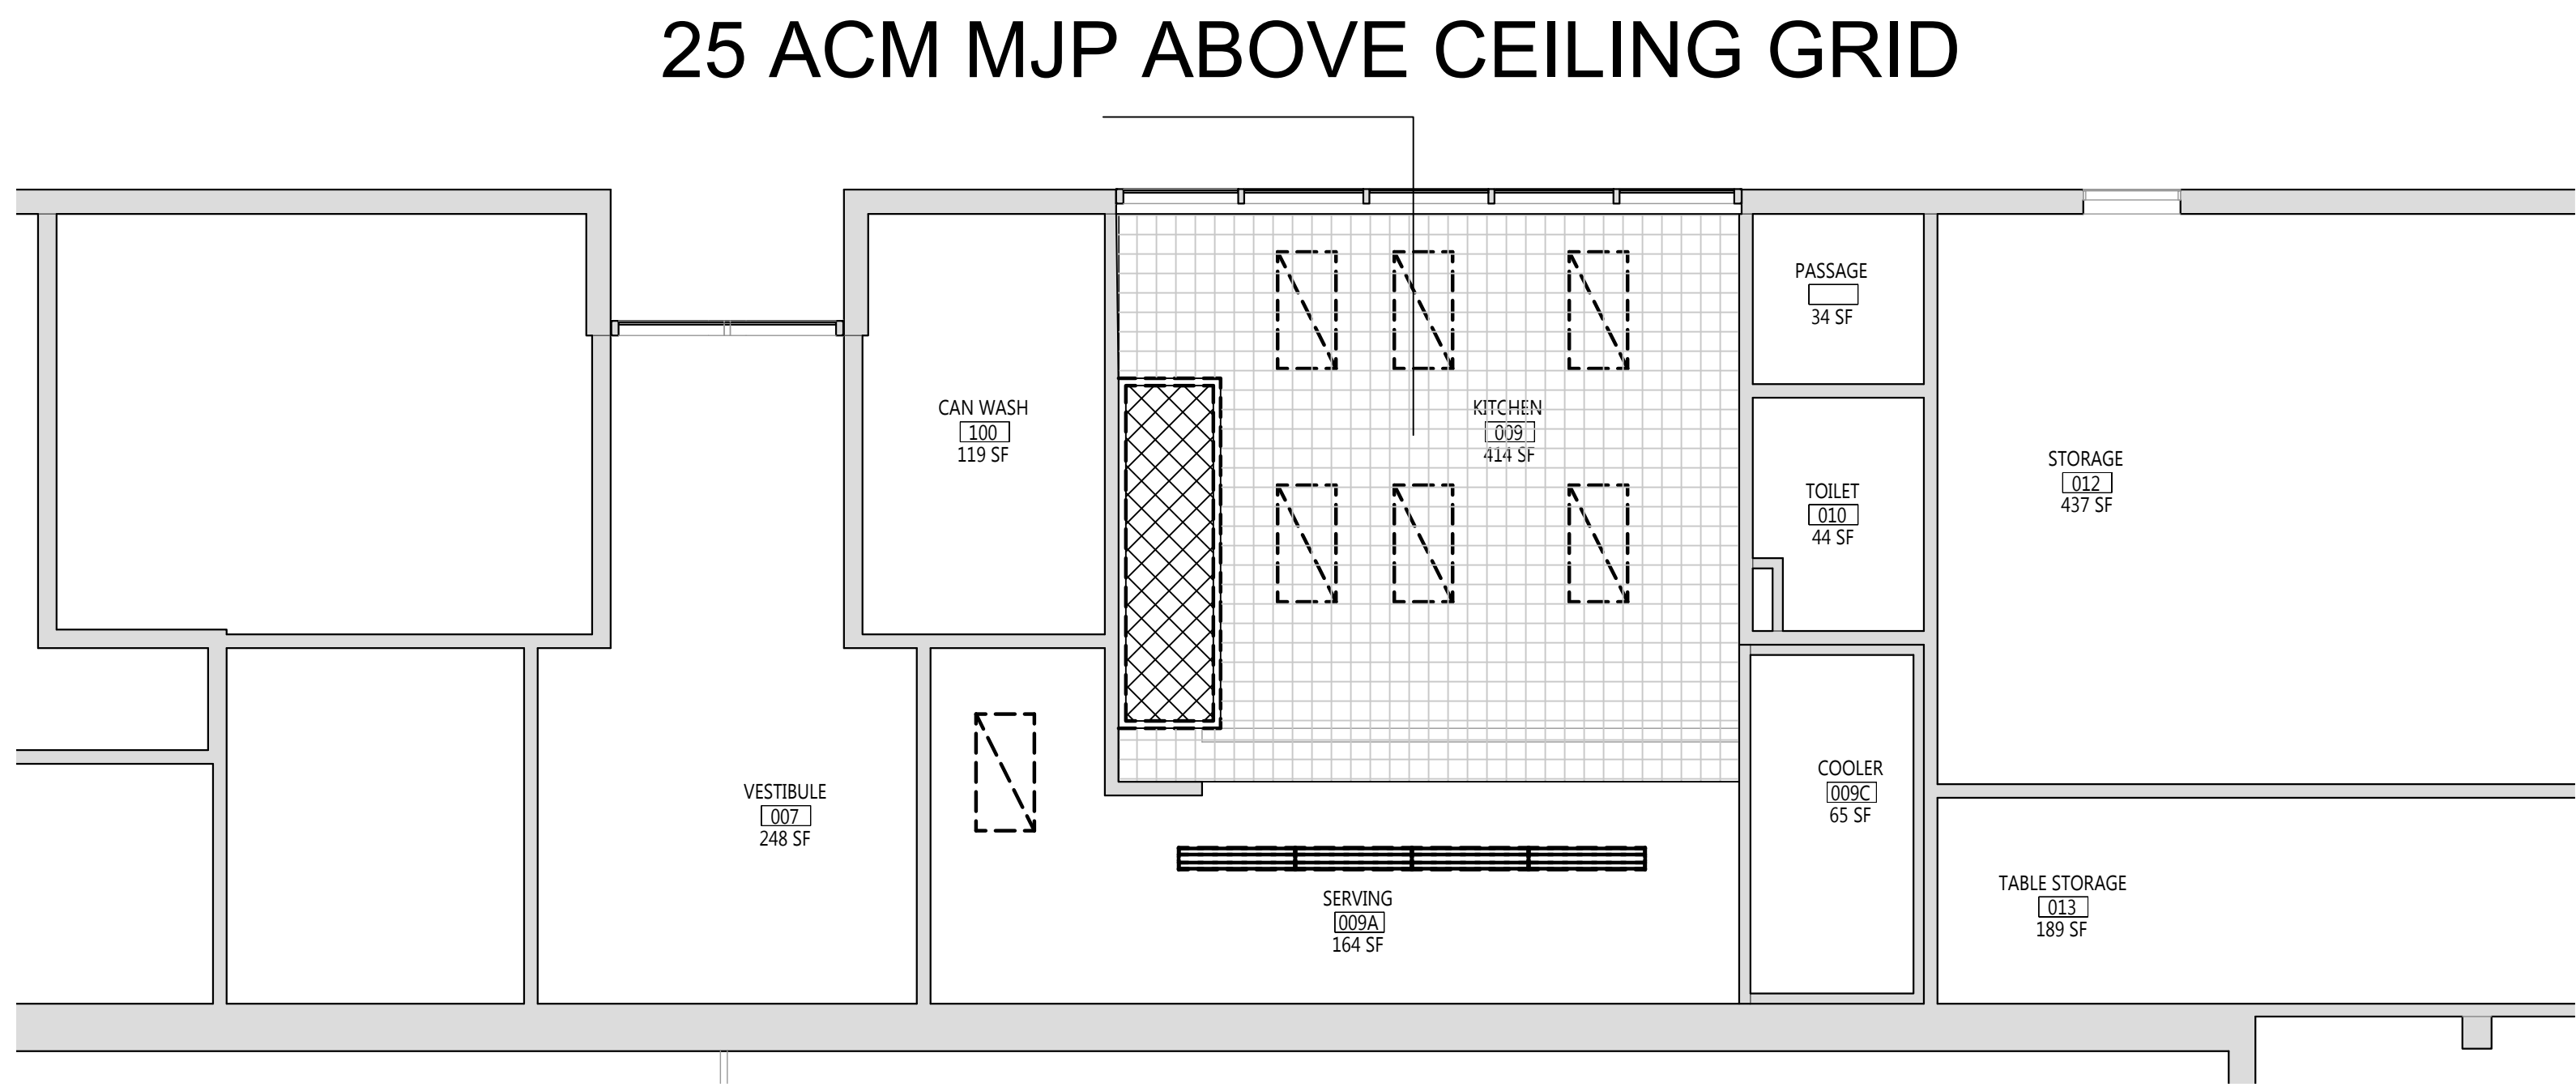 25 ACM MJP ABOVE CEILING GRID
PASSAGE
34 SF
CAN WASH
100
119 SF
KITCHEN
009
414 SF
STORAGE
012
437 SF
TOILET
010
44 SF
VESTIBULE
007
248 SF
COOLER
009C
65 SF
SERVING
009A
164 SF
TABLE STORAGE
013
189 SF